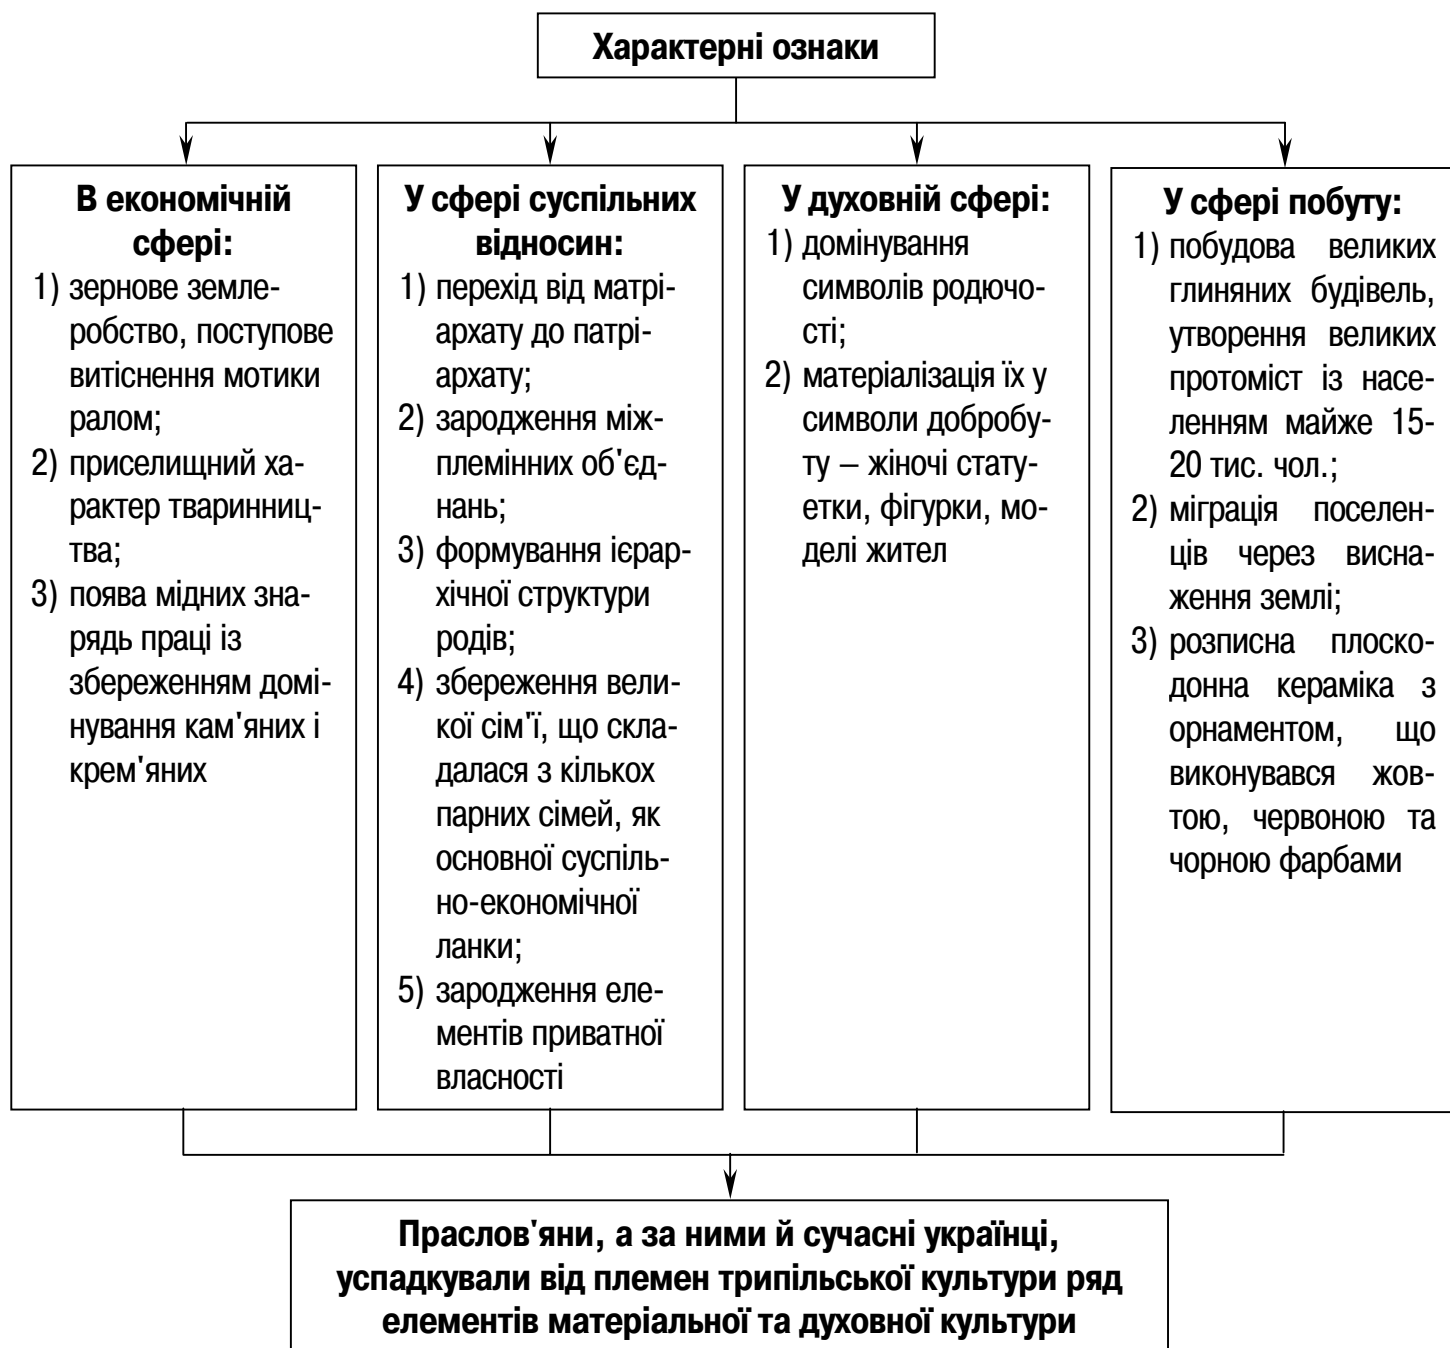 Характерні ознаки
В економічній
сфері:
1) зернове земле-
робство, поступове
витіснення мотики
ралом;
2) приселищний ха-
рактер тваринниц-
тва;
3) поява мідних зна-
рядь праці із
збереженням домі-
нування кам'яних і
крем'яних
У сфері суспільних
відносин:
1) перехід від матрі-
архату до патрі-
архату;
2) зародження між-
племінних об'єд-
нань;
3) формування ієрар-
хічної структури
родів;
4) збереження вели-
кої сім'ї, що скла-
далася з кількох
парних сімей, як
основної суспіль-
но-економічної
ланки;
5) зародження еле-
ментів приватної
власності
У духовній сфері:
1) домінування
символів родючо-
сті;
2) матеріалізація їх у
символи добробу-
ту – жіночі стату-
етки, фігурки, мо-
делі жител
У сфері побуту:
1) побудова великих
глиняних будівель,
утворення великих
протоміст із насе-
ленням майже 15-
20 тис. чол.;
2) міграція поселен-
ців через висна-
ження землі;
3) розписна плоско-
донна кераміка з
орнаментом, що
виконувався жов-
тою, червоною та
чорною фарбами
Праслов'яни, а за ними й сучасні українці,
успадкували від племен трипільської культури ряд
елементів матеріальної та духовної культури